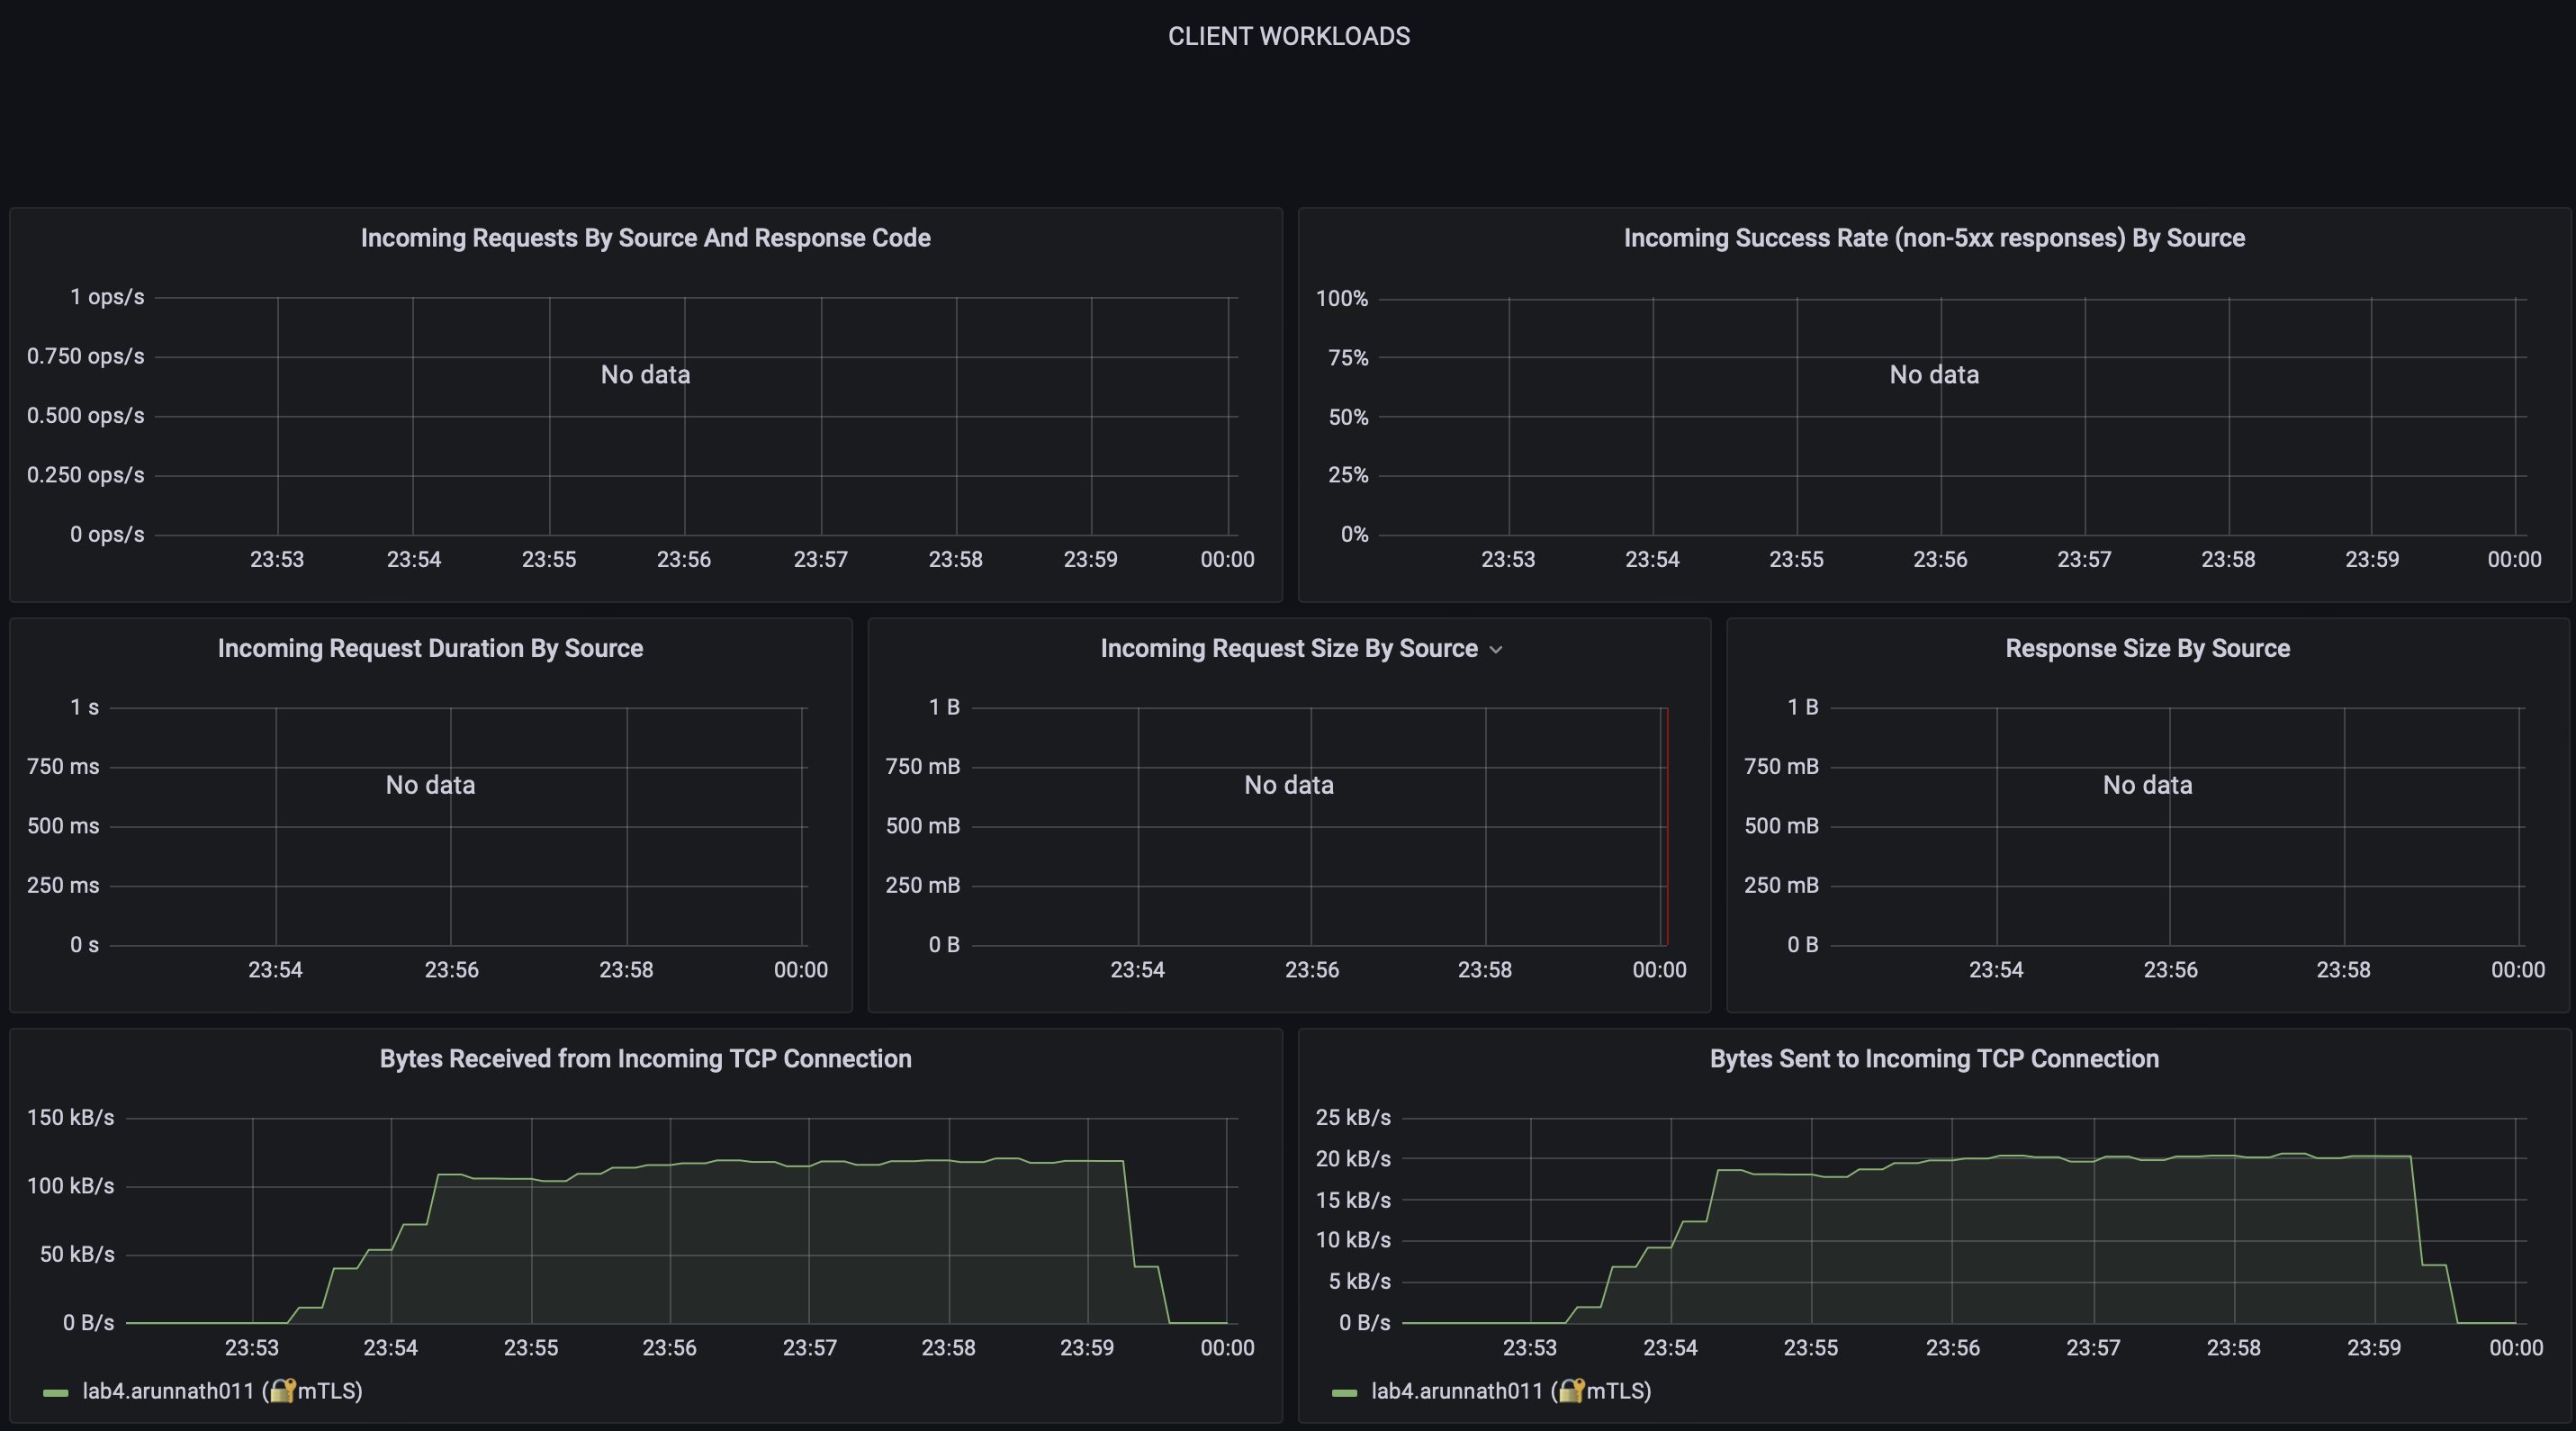 CLIENT WORKLOADS
Incoming Requests By Source And Response Code
1 ops/s
0.750 ops/s
No data
0.500 ops/s
0.250 ops/s
0 ops/s
23:53 23:54 23:55 23:56 23:57 23:58 23:59 00:00
Incoming Success Rate (non-5xx responses) By Source
100%
75%
No data
50%
25%
0%
23:53 23:54 23:55 23:56 23:57 23:58 23:59 00:00
Incoming Request Duration By Source
1 s
750 ms
No data
500 ms
250 ms
0 s
23:54 23:56 23:58 00:00
Incoming Request Size By Source
1 B
750 mB
No data
500 mB
250 mB
0 B
23:54 23:56 23:58 00:00
Response Size By Source
1 B
750 mB
No data
500 mB
250 mB
0 B
23:54 23:56 23:58 00:00
Bytes Received from Incoming TCP Connection
150 kB/s
100 kB/s
50 kB/s
0 B/s
23:53 23:54 23:55 23:56 23:57 23:58 23:59 00:00
lab4.arunnath011 (🔐mTLS)
Bytes Sent to Incoming TCP Connection
25 kB/s
20 kB/s
15 kB/s
10 kB/s
5 kB/s
0 B/s
23:53 23:54 23:55 23:56 23:57 23:58 23:59 00:00
lab4.arunnath011 (🔐mTLS)